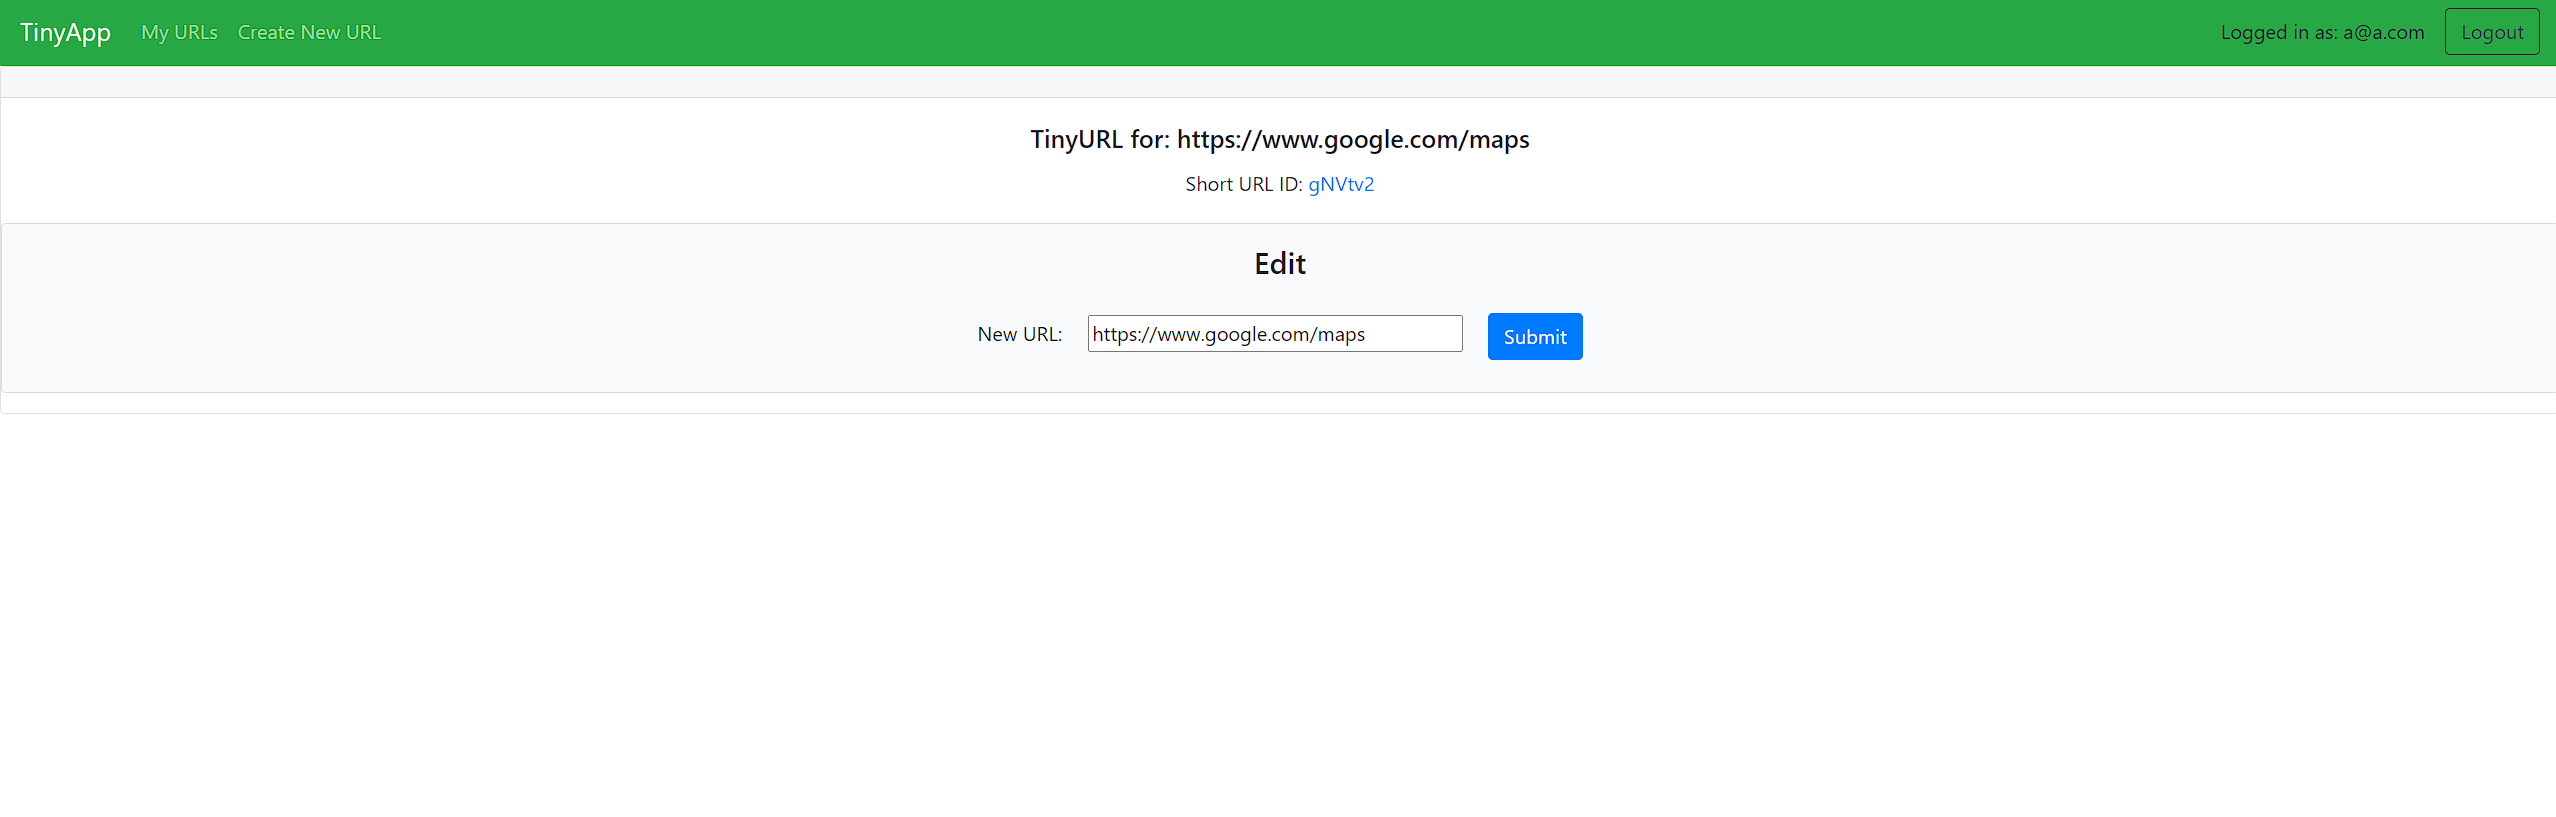 TinyApp My URLs Create New URL Logged in as: a@a.com Logout
TinyURL for: https://www.google.com/maps
Short URL ID: gNVtv2
Edit
New URL: https://www.google.com/maps Submit